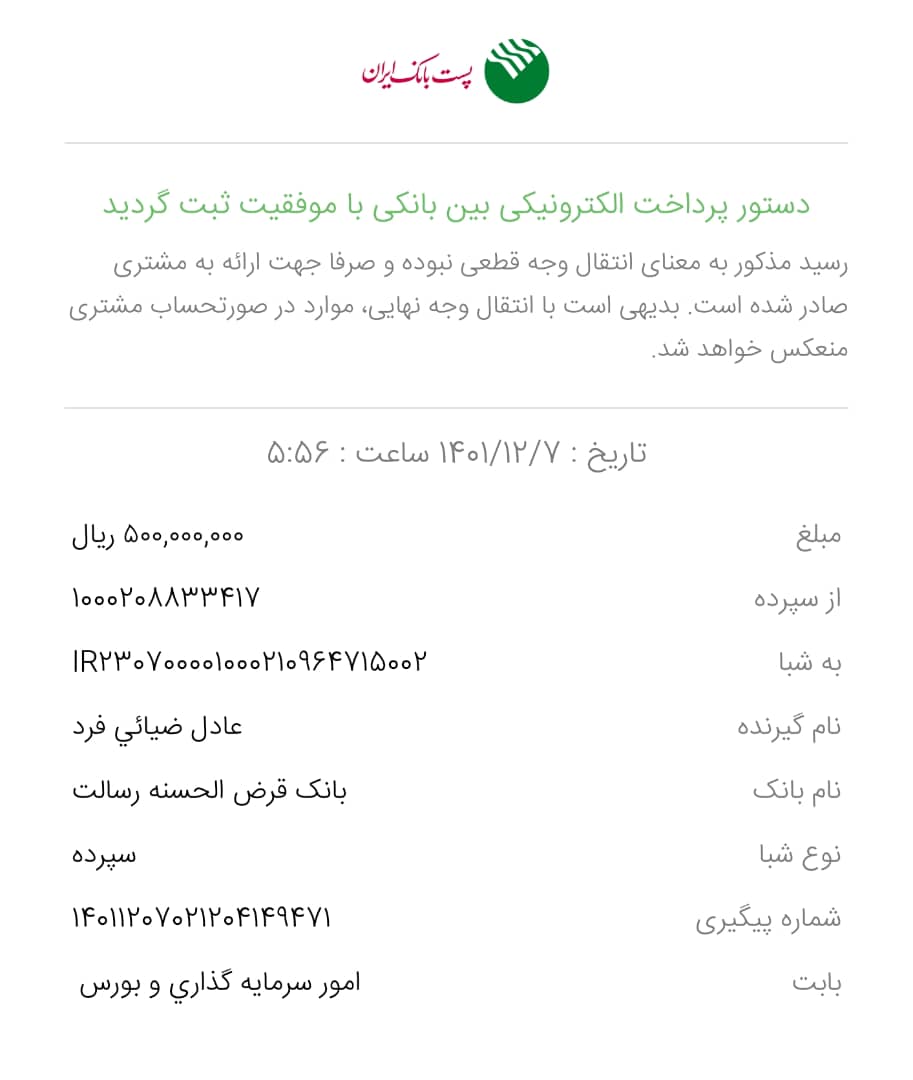 پست بانک ایران
دستور پرداخت الکترونیکی بین بانکی با موفقیت ثبت گردید
رسید مذکور به معنای انتقال وجه قطعی نبوده و صرفا جهت ارائه به مشتری
صادر شده است. بدیهی است با انتقال وجه نهایی، موارد در صورتحساب مشتری
منعکس خواهد شد.
تاریخ : ۱۴۰۱/۱۲/۷ ساعت : ۵:۵۶
مبلغ ۵۰۰,۰۰۰,۰۰۰ ریال
از سپرده ۱۰۰۰۲۰۸۸۳۳۴۱۷
به شبا IR۲۳۰۷۰۰۰۰۱۰۰۰۲۱۰۹۶۴۷۱۵۰۰۲
نام گیرنده عادل ضيائي فرد
نام بانک بانک قرض الحسنه رسالت
نوع شبا سپرده
شماره پیگیری ۱۴۰۱۱۲۰۷۰۲۱۲۰۴۱۴۹۴۷۱
بابت امور سرمایه گذاري و بورس